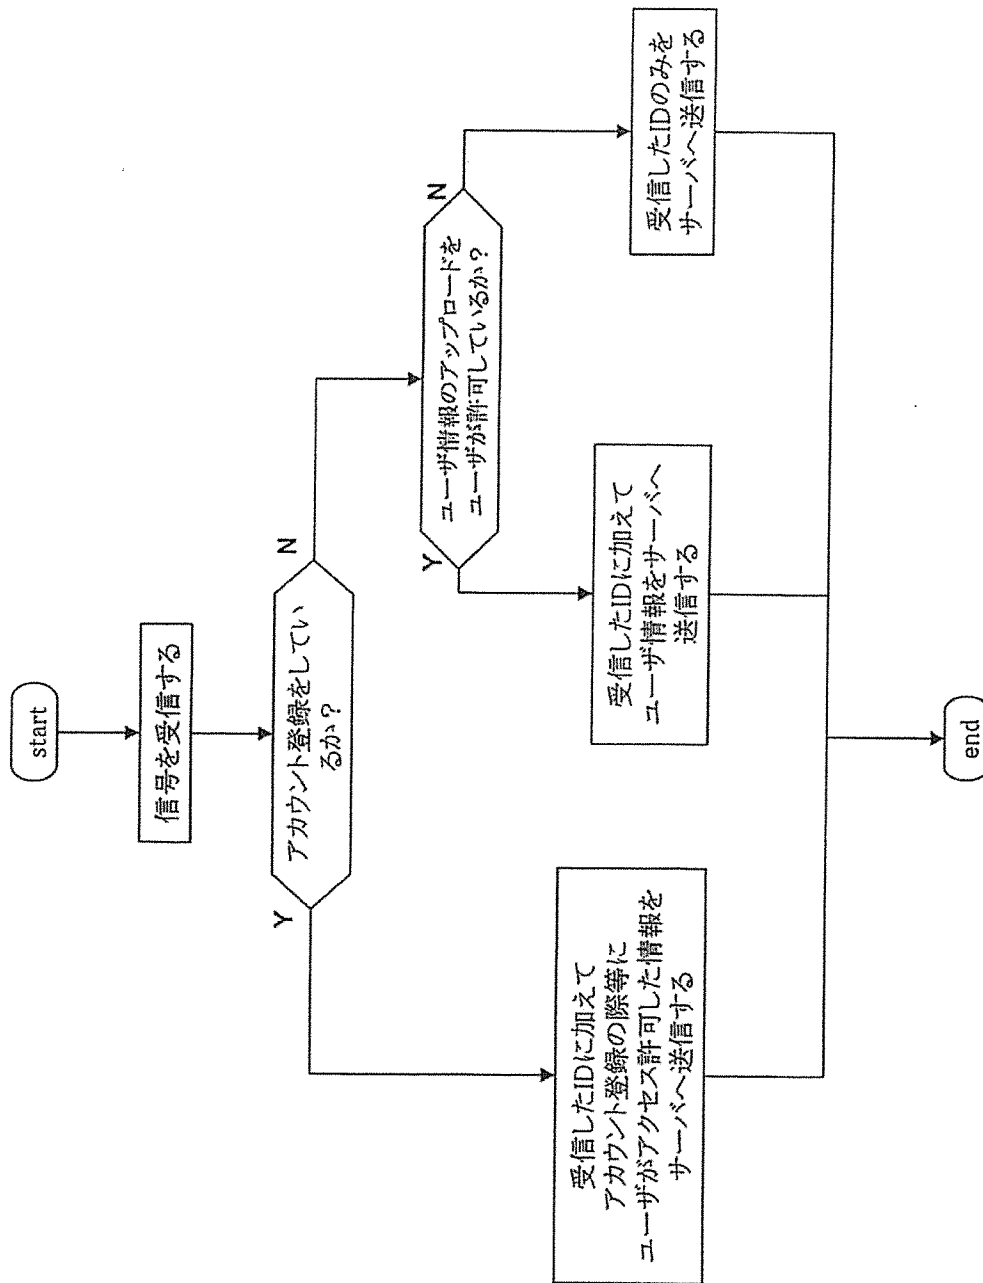 start
信号を受信する
アカウント登録をしてい
るか?
Y
N
ユーザ情報のアップロードを
ユーザが許可しているか?
Y
N
受信したIDに加えて
アカウント登録の際等に
ユーザがアクセス許可した情報を
サーバへ送信する
受信したIDに加えて
ユーザ情報をサーバへ
送信する
受信したIDのみを
サーバへ送信する
end